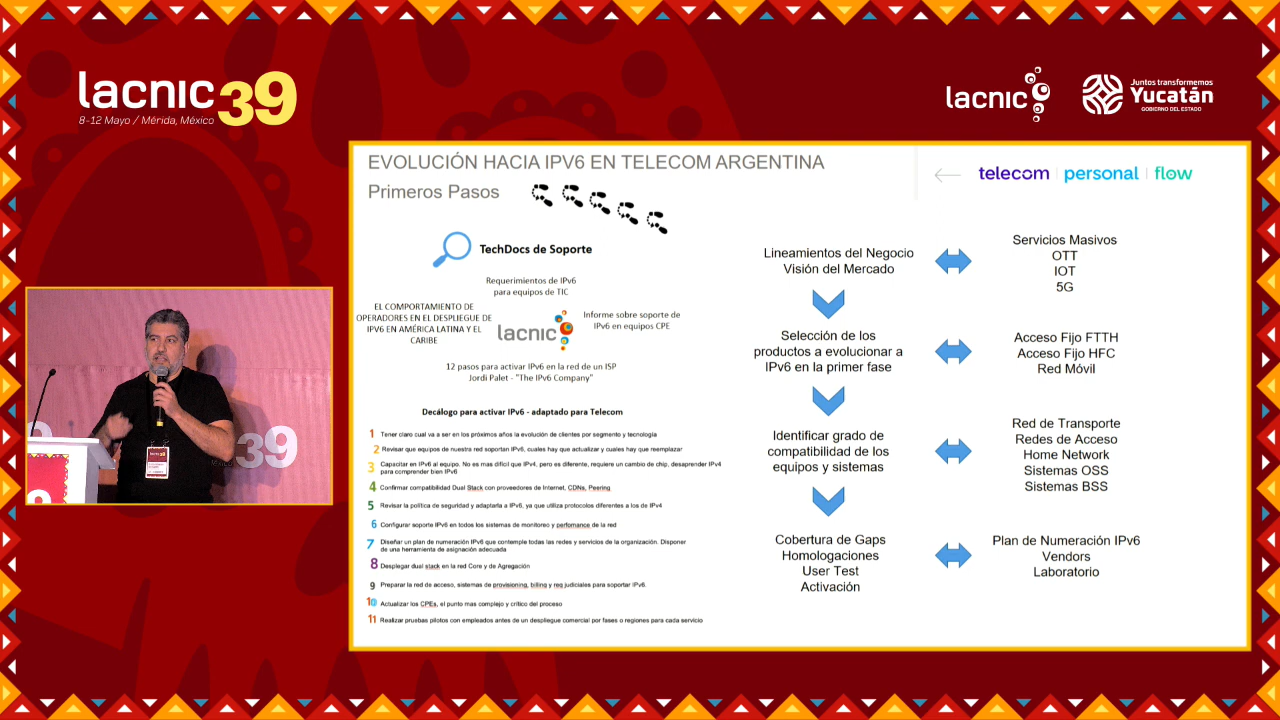 lacnic39
8-12 Mayo / Mérida, México
lacnic
Juntos transformemos
Yucatán
GOBIERNO DEL ESTADO
EVOLUCIÓN HACIA IPV6 EN TELECOM ARGENTINA
Primeros Pasos
telecom | personal | flow
TechDocs de Soporte
Requerimientos de IPv6
para equipos de TIC
EL COMPORTAMIENTO DE
OPERADORES EN EL DESPLIEGUE DE
IPV6 EN AMÉRICA LATINA Y EL
CARIBE
lacnic
Informe sobre soporte de
IPv6 en equipos CPE
12 pasos para activar IPv6 en la red de un ISP
Jordi Palet - "The IPv6 Company"
Decálogo para activar IPv6 - adaptado para Telecom
1 Tener claro cual va a ser en los próximos años la evolución de clientes por segmento y tecnología
2 Revisar que equipos de nuestra red soportan IPv6, cuales hay que actualizar y cuales hay que reemplazar
3 Capacitar en IPv6 al equipo. No es mas difícil que IPv4, pero es diferente, requiere un cambio de chip, desaprender IPv4
para comprender bien IPv6
4 Confirmar compatibilidad Dual Stack con proveedores de Internet, CDNs, Peering
5 Revisar la política de seguridad y adaptarla a IPv6, ya que utiliza protocolos diferentes a los de IPv4
6 Configurar soporte IPv6 en todos los sistemas de monitoreo y perfomance de la red
7 Diseñar un plan de numeración IPv6 que contemple todas las redes y servicios de la organización. Disponer
de una herramienta de asignación adecuada
8 Desplegar dual stack en la red Core y de Agregación
9 Preparar la red de acceso, sistemas de provisioning, billing y req judiciales para soportar IPv6.
10 Actualizar los CPEs, el punto mas complejo y crítico del proceso
11 Realizar pruebas pilotos con empleados antes de un despliegue comercial por fases o regiones para cada servicio
Lineamientos del Negocio
Visión del Mercado
Servicios Masivos
OTT
IOT
5G
Selección de los
productos a evolucionar a
IPv6 en la primer fase
Acceso Fijo FTTH
Acceso Fijo HFC
Red Móvil
Identificar grado de
compatibilidad de los
equipos y sistemas
Red de Transporte
Redes de Acceso
Home Network
Sistemas OSS
Sistemas BSS
Cobertura de Gaps
Homologaciones
User Test
Activación
Plan de Numeración IPv6
Vendors
Laboratorio
39